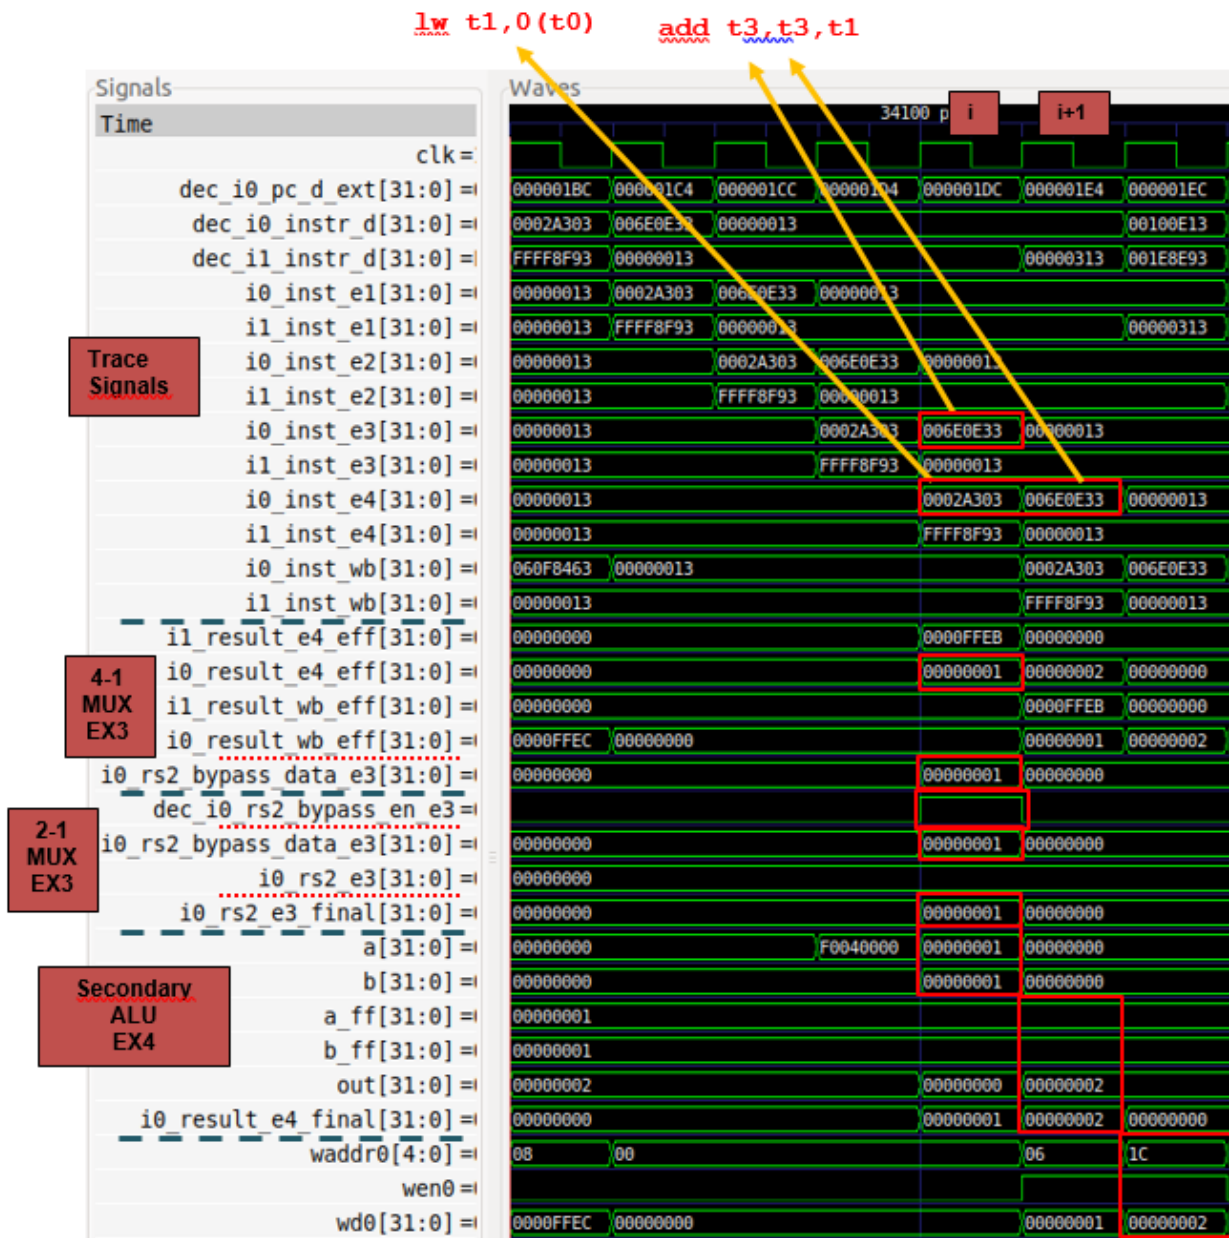 lw t1,0(t0) add t3,t3,t1
Signals Waves
Time 34100 p i i+1
clk =
dec_i0_pc_d_ext[31:0] = 000001BC 000001C4 000001CC 000001D4 000001DC 000001E4 000001EC
dec_i0_instr_d[31:0] = 0002A303 006E0E33 00000013 00100E13
dec_i1_instr_d[31:0] = FFFF8F93 00000013 00000313 001E8E93
i0_inst_e1[31:0] = 00000013 0002A303 006E0E33 00000013
i1_inst_e1[31:0] = 00000013 FFFF8F93 00000013 00000313
Trace
Signals
i0_inst_e2[31:0] = 00000013 0002A303 006E0E33 00000013
i1_inst_e2[31:0] = 00000013 FFFF8F93 00000013
i0_inst_e3[31:0] = 00000013 0002A303 006E0E33 00000013
i1_inst_e3[31:0] = 00000013 FFFF8F93 00000013
i0_inst_e4[31:0] = 00000013 0002A303 006E0E33 00000013
i1_inst_e4[31:0] = 00000013 FFFF8F93 00000013
i0_inst_wb[31:0] = 060F8463 00000013 0002A303 006E0E33
i1_inst_wb[31:0] = 00000013 FFFF8F93 00000013
i1_result_e4_eff[31:0] = 00000000 0000FFEB 00000000
4-1
MUX
EX3
i0_result_e4_eff[31:0] = 00000000 00000001 00000002 00000000
i1_result_wb_eff[31:0] = 00000000 0000FFEB 00000000
i0_result_wb_eff[31:0] = 0000FFEC 00000000 00000001 00000002
i0_rs2_bypass_data_e3[31:0] = 00000000 00000001 00000000
dec_i0_rs2_bypass_en_e3 =
2-1
MUX
EX3
i0_rs2_bypass_data_e3[31:0] = 00000000 00000001 00000000
i0_rs2_e3[31:0] = 00000000
i0_rs2_e3_final[31:0] = 00000000 00000001 00000000
a[31:0] = 00000000 F0040000 00000001 00000000
b[31:0] = 00000000 00000001 00000000
Secondary
ALU
EX4
a_ff[31:0] = 00000001
b_ff[31:0] = 00000001
out[31:0] = 00000002 00000000 00000002
i0_result_e4_final[31:0] = 00000000 00000001 00000002 00000000
waddr0[4:0] = 08 00 06 1C
wen0 =
wd0[31:0] = 0000FFEC 00000000 00000001 00000002